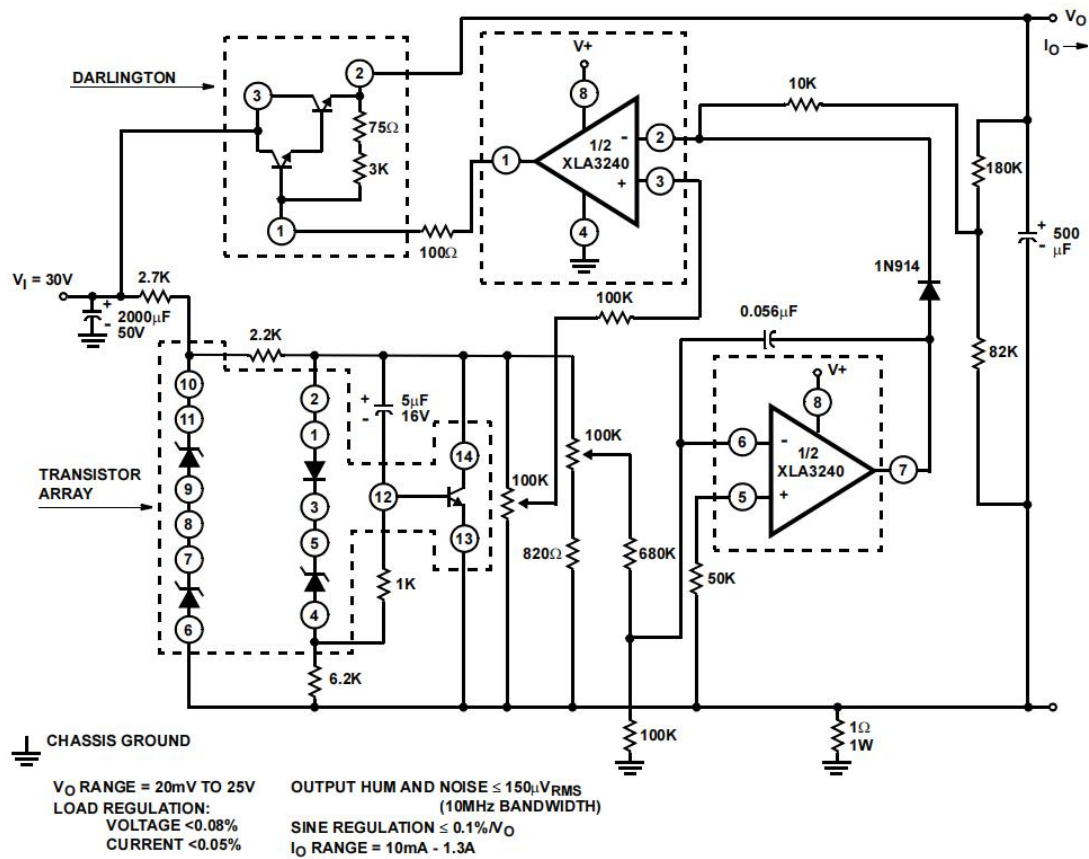 V+
VO
IO
DARLINGTON
2
3
8
10K
75Ω
3K
1
1/2
XLA3240
-
+
2
3
180K
1
4
100Ω
+
-
500
μF
VI = 30V
2.7K
1N914
+
-
2000μF
50V
100K
0.056μF
2.2K
82K
10
11
2
1
+
-
5μF
16V
V+
8
TRANSISTOR
ARRAY
9
8
7
6
3
5
4
12
14
13
100K
100K
6
5
-
+
1/2
XLA3240
7
1K
820Ω
680K
50K
6.2K
CHASSIS GROUND
100K
1Ω
1W
VO RANGE = 20mV TO 25V
LOAD REGULATION:
VOLTAGE <0.08%
CURRENT <0.05%
OUTPUT HUM AND NOISE ≤ 150μVRMS
(10MHz BANDWIDTH)
SINE REGULATION ≤ 0.1%/VO
IO RANGE = 10mA - 1.3A